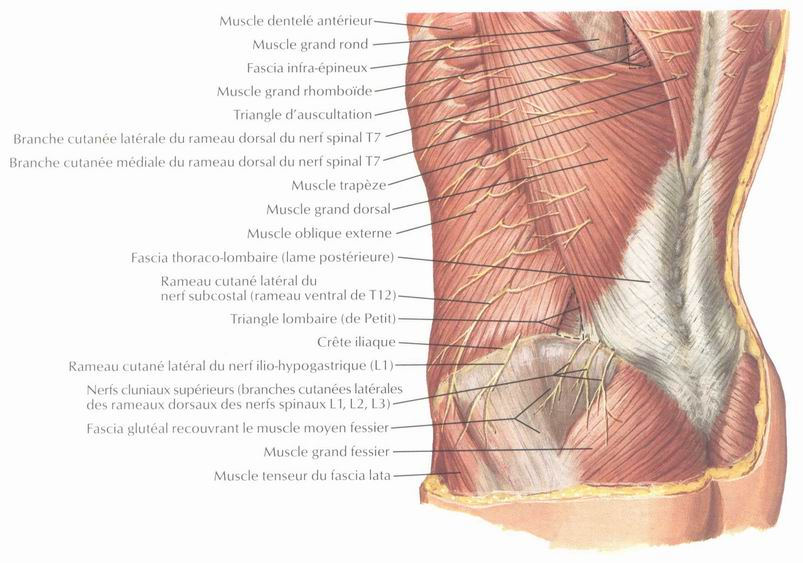 Muscle dentelé antérieur
Muscle grand rond
Fascia infra-épineux
Muscle grand rhomboïde
Triangle d'auscultation
Branche cutanée latérale du rameau dorsal du nerf spinal T7
Branche cutanée médiale du rameau dorsal du nerf spinal T7
Muscle trapèze
Muscle grand dorsal
Muscle oblique externe
Fascia thoraco-lombaire (lame postérieure)
Rameau cutané latéral du
nerf subcostal (rameau ventral de T12)
Triangle lombaire (de Petit)
Crête iliaque
Rameau cutané latéral du nerf ilio-hypogastrique (L1)
Nerfs cluniaux supérieurs (branches cutanées latérales
des rameaux dorsaux des nerfs spinaux L1, L2, L3)
Fascia glutéal recouvrant le muscle moyen fessier
Muscle grand fessier
Muscle tenseur du fascia lata